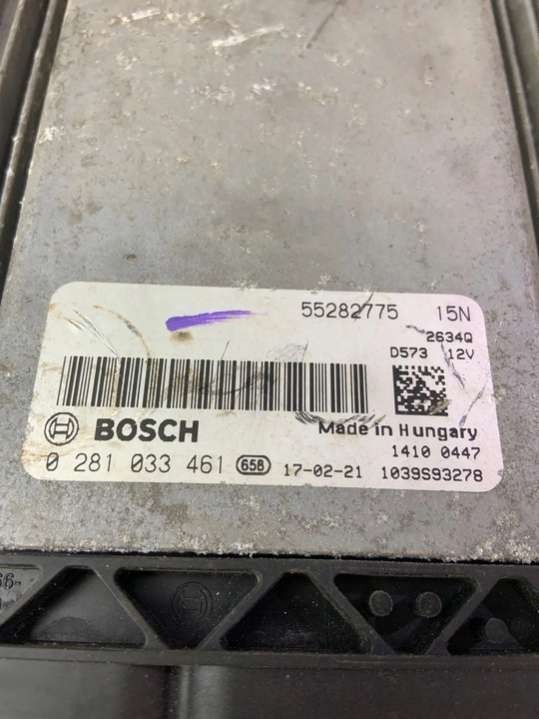 55282775 15N
2634Q
D573 12V
BOSCH
Made in Hungary
1410 0447
0 281 033 461 656 17-02-21 1039S93278